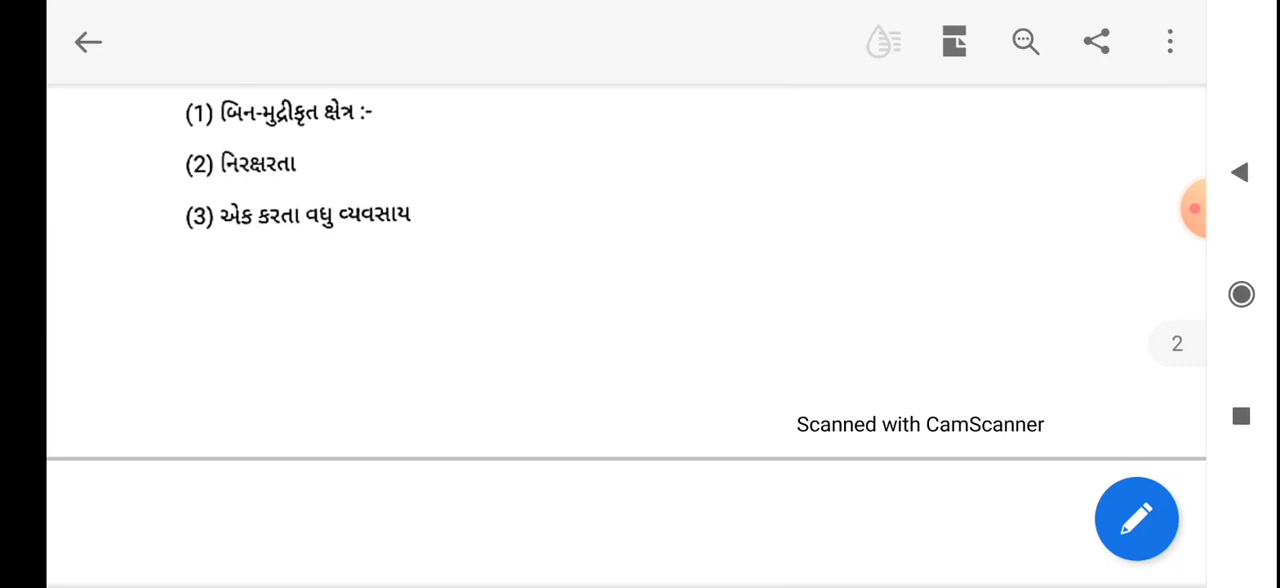 (1) બિન-મુદ્રીકૃત ક્ષેત્ર :-
(2) નિરક્ષરતા
(3) એક કરતા વધુ વ્યવસાય
2
Scanned with CamScanner